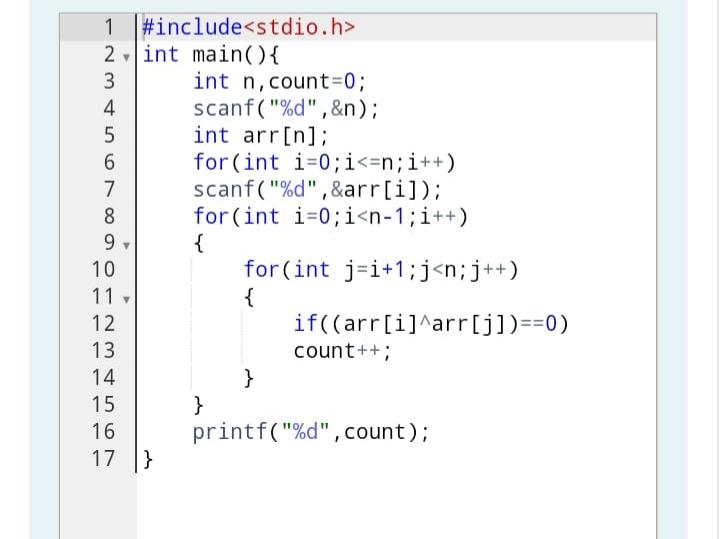 1 #include<stdio.h>
2 int main(){
3 int n,count=0;
4 scanf("%d",&n);
5 int arr[n];
6 for(int i=0;i<=n;i++)
7 scanf("%d",&arr[i]);
8 for(int i=0;i<n-1;i++)
9 {
10 for(int j=i+1;j<n;j++)
11 {
12 if((arr[i]^arr[j])==0)
13 count++;
14 }
15 }
16 printf("%d",count);
17 }